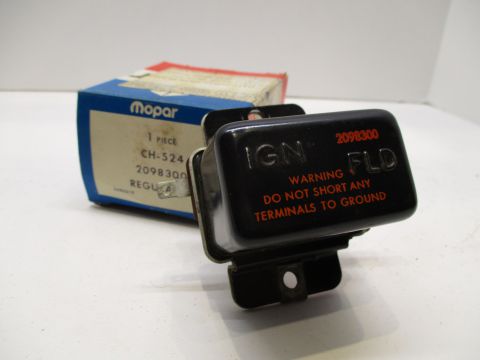 mopar
1 PIECE
CH-524
2098300
2098300
IGN FLD
WARNING
DO NOT SHORT ANY
TERMINALS TO GROUND